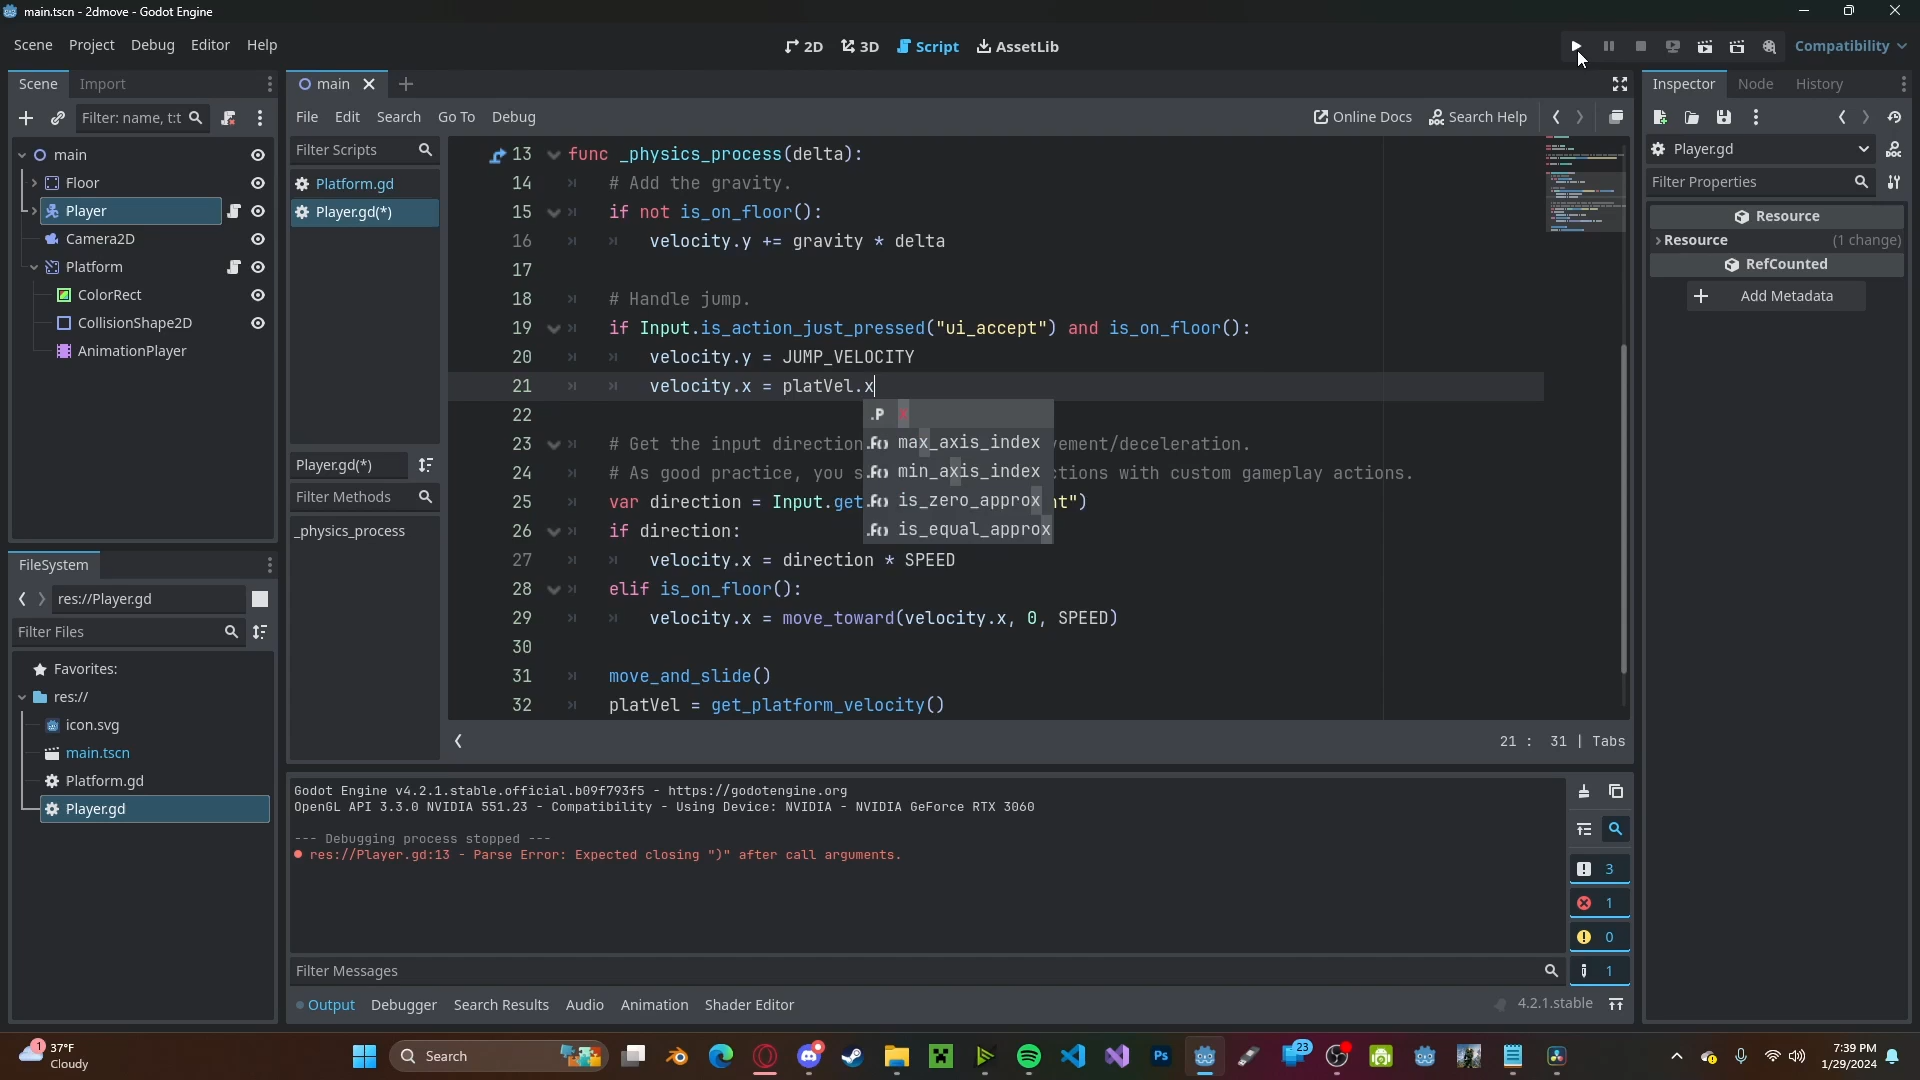 main.tscn - 2dmove - Godot Engine
Scene Project Debug Editor Help
2D 3D Script AssetLib
Compatibility
Scene Import
Filter: name, t:t
main
Floor
Player
Camera2D
Platform
ColorRect
CollisionShape2D
AnimationPlayer
FileSystem
res://Player.gd
Filter Files
Favorites:
res://
icon.svg
main.tscn
Platform.gd
Player.gd
main
File Edit Search Go To Debug
Online Docs Search Help
Filter Scripts
Platform.gd
Player.gd(*)
Player.gd(*)
Filter Methods
_physics_process
13 func _physics_process(delta):
14 # Add the gravity.
15 if not is_on_floor():
16 velocity.y += gravity * delta
17
18 # Handle jump.
19 if Input.is_action_just_pressed("ui_accept") and is_on_floor():
20 velocity.y = JUMP_VELOCITY
21 velocity.x = platVel.x
22
.P x
23 # Get the input direction vement/deceleration.
.f() max_axis_index
24 # As good practice, you s ctions with custom gameplay actions.
.f() min_axis_index
25 var direction = Input.get ht")
.f() is_zero_approx
26 if direction:
.f() is_equal_approx
27 velocity.x = direction * SPEED
28 elif is_on_floor():
29 velocity.x = move_toward(velocity.x, 0, SPEED)
30
31 move_and_slide()
32 platVel = get_platform_velocity()
21 : 31 | Tabs
Godot Engine v4.2.1.stable.official.b09f793f5 - https://godotengine.org
OpenGL API 3.3.0 NVIDIA 551.23 - Compatibility - Using Device: NVIDIA - NVIDIA GeForce RTX 3060
--- Debugging process stopped ---
res://Player.gd:13 - Parse Error: Expected closing ")" after call arguments.
3
1
0
1
Filter Messages
Output Debugger Search Results Audio Animation Shader Editor
4.2.1.stable
Inspector Node History
Player.gd
Filter Properties
Resource
Resource (1 change)
RefCounted
Add Metadata
1
37°F
Cloudy
Search
23
7:39 PM
1/29/2024